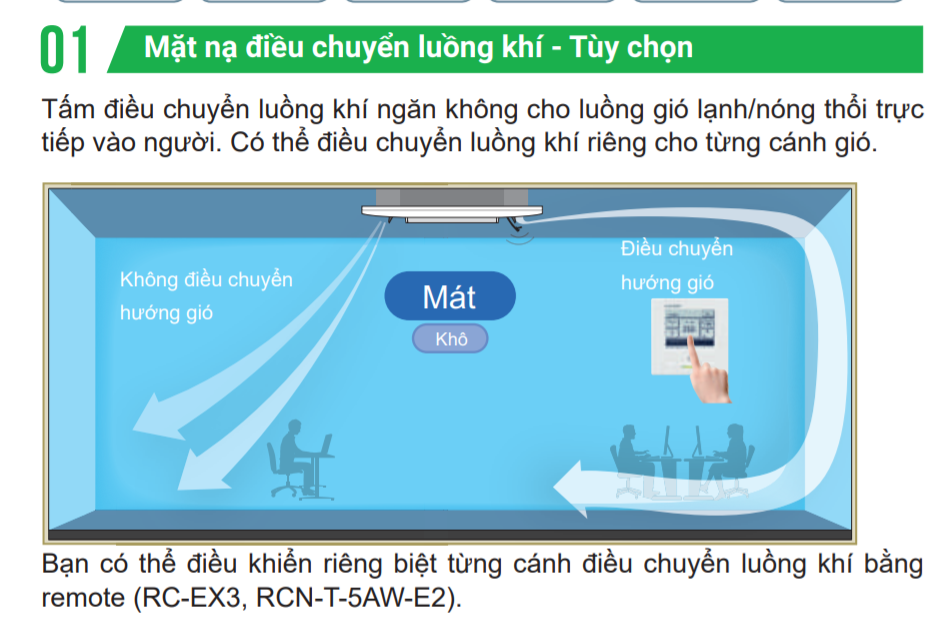 01 Mặt nạ điều chuyển luồng khí - Tùy chọn
Tấm điều chuyển luồng khí ngăn không cho luồng gió lạnh/nóng thổi trực
tiếp vào người. Có thể điều chuyển luồng khí riêng cho từng cánh gió.
Không điều chuyển
hướng gió
Mát
Khô
Điều chuyển
hướng gió
Bạn có thể điều khiển riêng biệt từng cánh điều chuyển luồng khí bằng
remote (RC-EX3, RCN-T-5AW-E2).